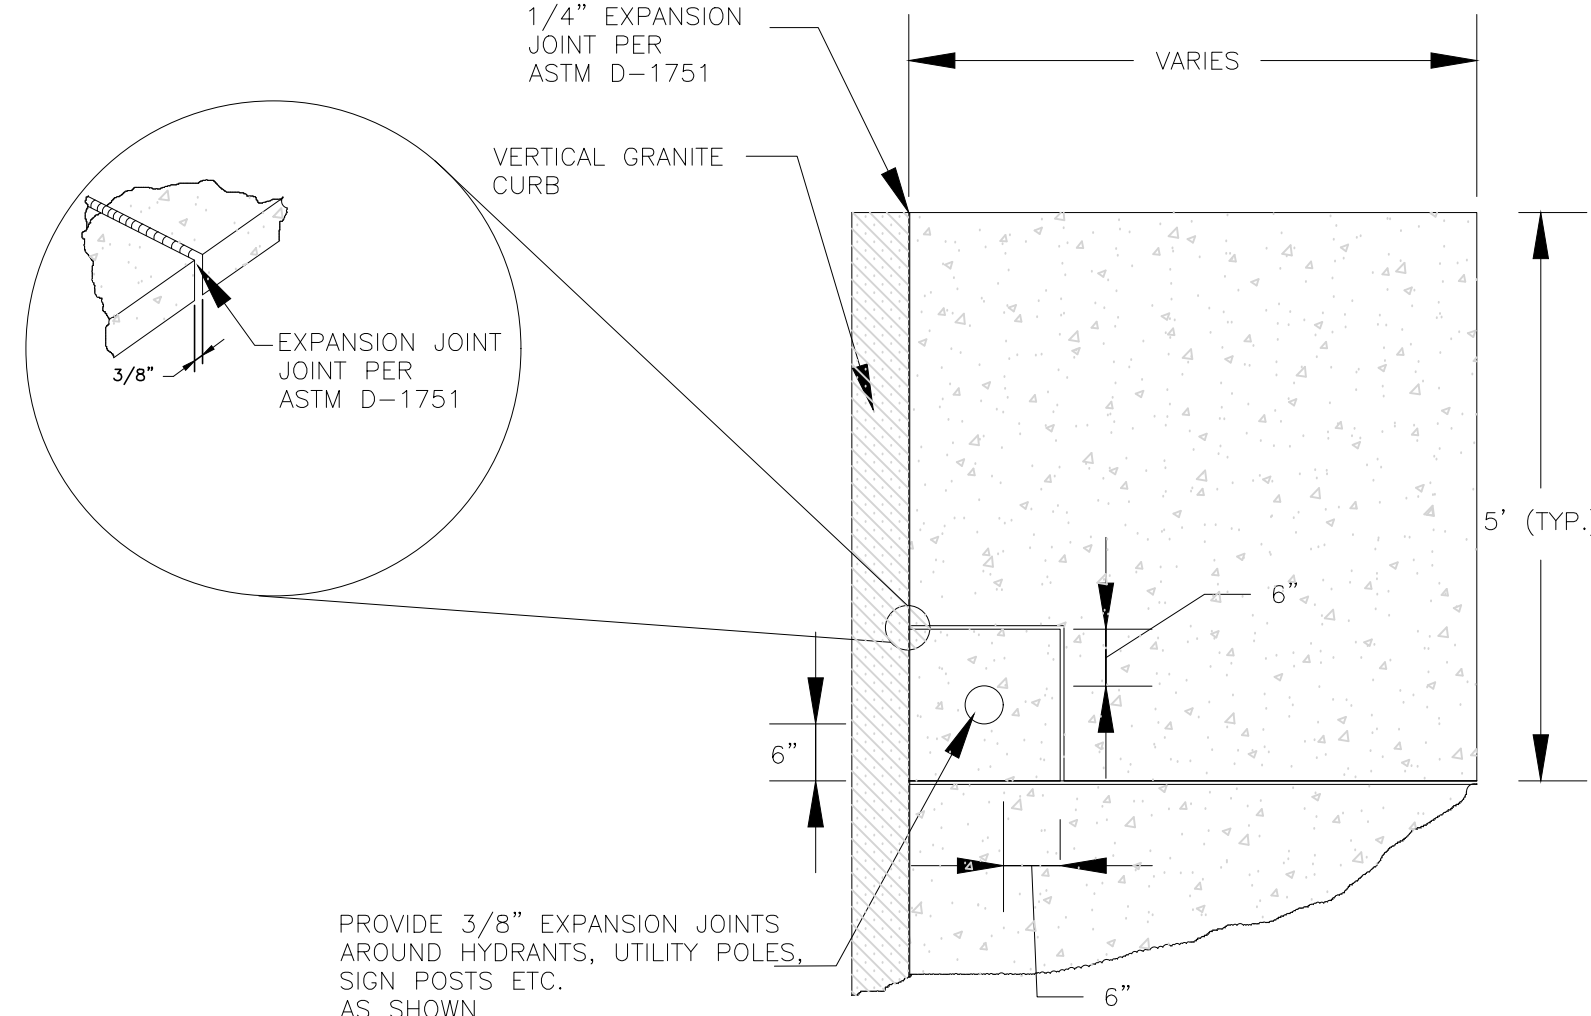 1/4" EXPANSION
JOINT PER
ASTM D-1751
VARIES
VERTICAL GRANITE
CURB
EXPANSION JOINT
JOINT PER
ASTM D-1751
3/8"
5' (TYP.)
6"
6"
PROVIDE 3/8" EXPANSION JOINTS
AROUND HYDRANTS, UTILITY POLES,
SIGN POSTS ETC.
AS SHOWN
6"